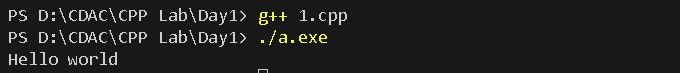 PS D:\CDAC\CPP Lab\Day1> g++ 1.cpp
PS D:\CDAC\CPP Lab\Day1> ./a.exe
Hello world